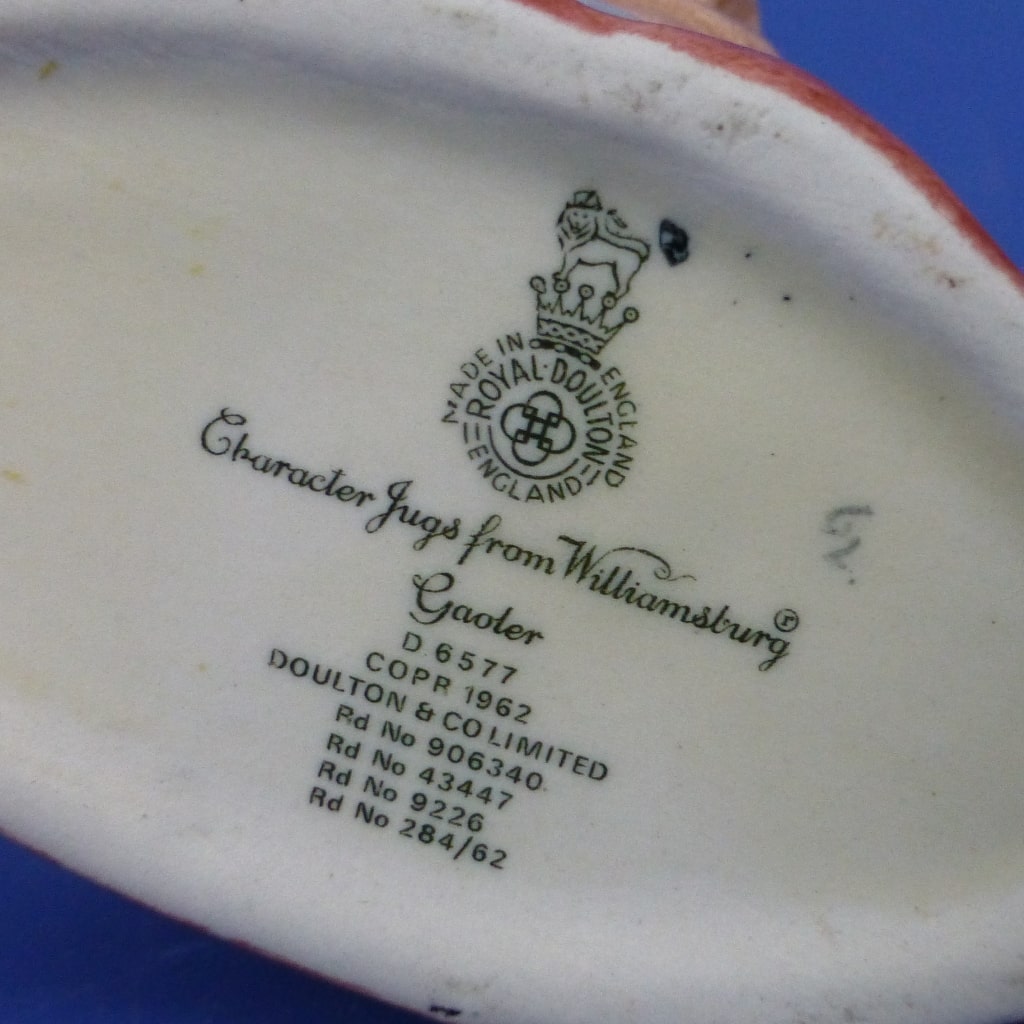 MADE IN ENGLAND
ROYAL·DOULTON
ENGLAND
Character Jugs from Williamsburg®
Gaoler
D 6577
COPR 1962
DOULTON & CO LIMITED
Rd No 906340
Rd No 43447
Rd No 9226
Rd No 284/62